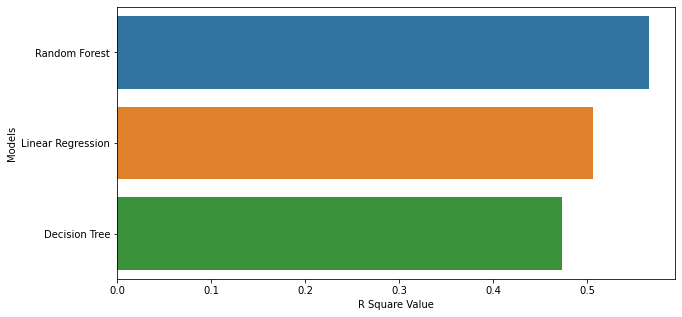 Random Forest
Linear Regression
Decision Tree
Models
0.0 0.1 0.2 0.3 0.4 0.5
R Square Value